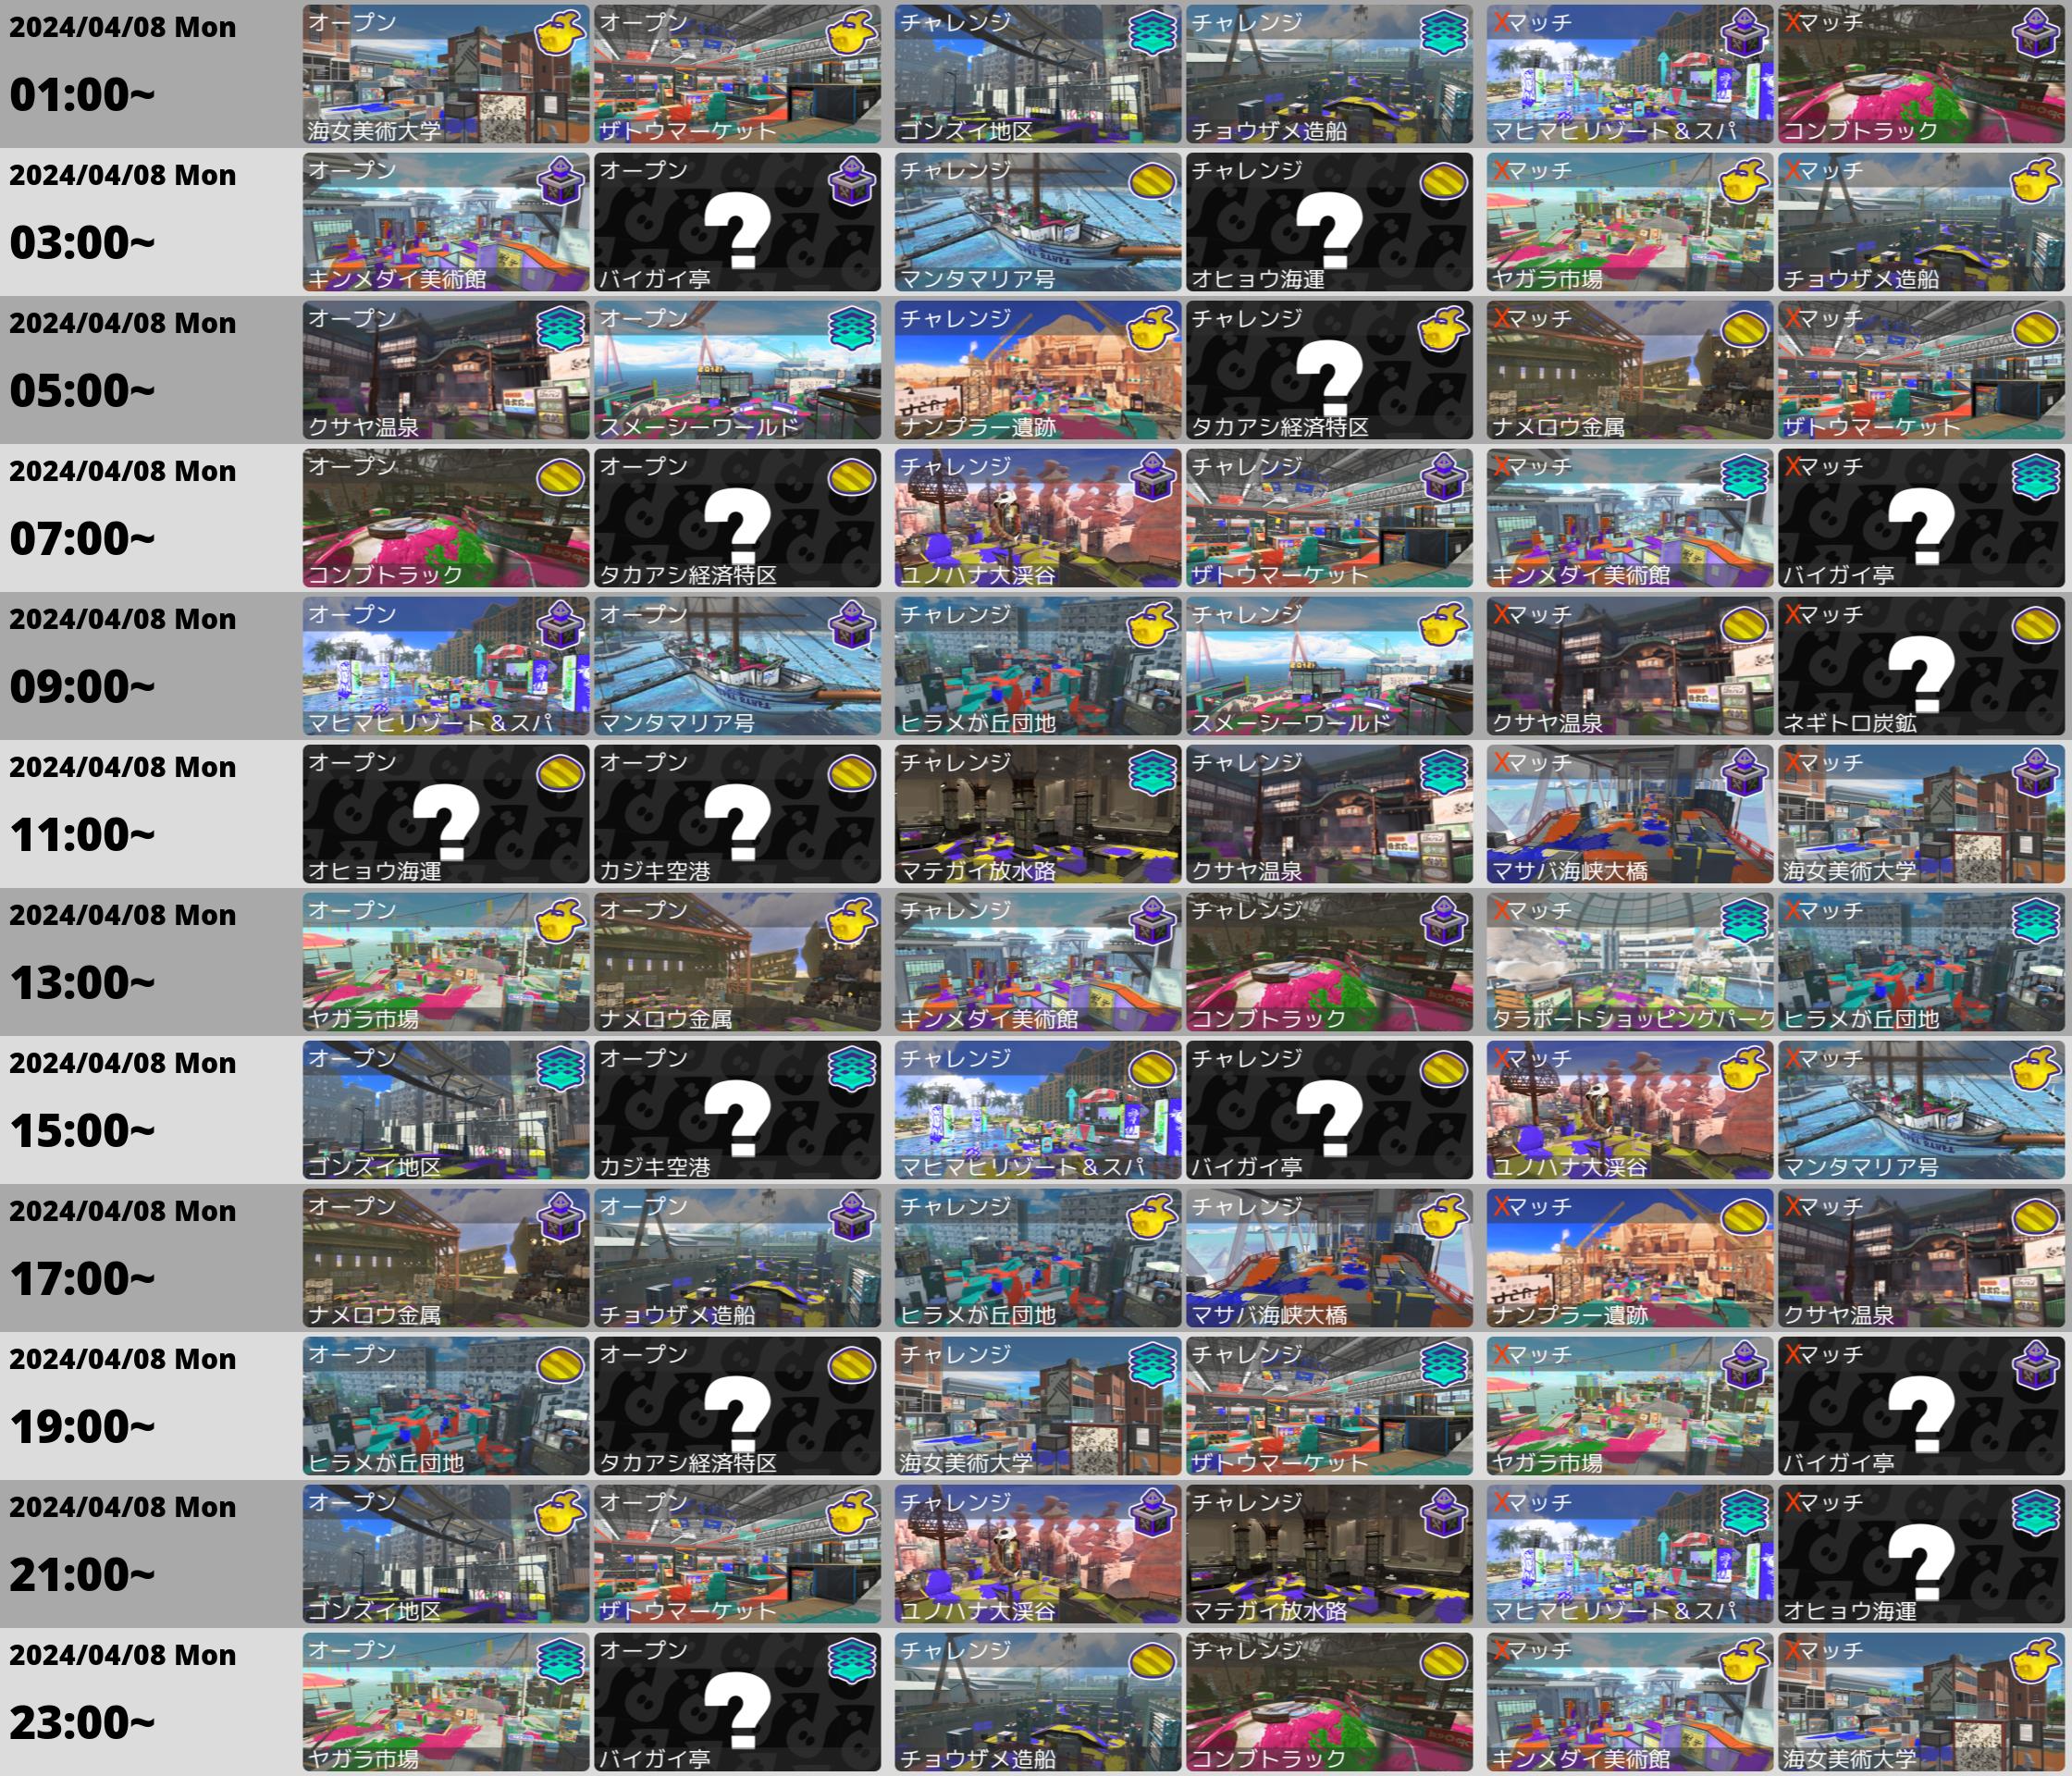 2024/04/08 Mon
01:00~
オープン オープン チャレンジ チャレンジ Xマッチ Xマッチ
海女美術大学 ザトウマーケット ゴンズイ地区 チョウザメ造船 マヒマヒリゾート＆スパ コンブトラック
2024/04/08 Mon
03:00~
オープン オープン チャレンジ チャレンジ Xマッチ Xマッチ
キンメダイ美術館 バイガイ亭 マンタマリア号 オヒョウ海運 ヤガラ市場 チョウザメ造船
2024/04/08 Mon
05:00~
オープン オープン チャレンジ チャレンジ Xマッチ Xマッチ
クサヤ温泉 スメーシーワールド ナンプラー遺跡 タカアシ経済特区 ナメロウ金属 ザトウマーケット
2024/04/08 Mon
07:00~
オープン オープン チャレンジ チャレンジ Xマッチ Xマッチ
コンブトラック タカアシ経済特区 ユノハナ大渓谷 ザトウマーケット キンメダイ美術館 バイガイ亭
2024/04/08 Mon
09:00~
オープン オープン チャレンジ チャレンジ Xマッチ Xマッチ
マヒマヒリゾート＆スパ マンタマリア号 ヒラメが丘団地 スメーシーワールド クサヤ温泉 ネギトロ炭鉱
2024/04/08 Mon
11:00~
オープン オープン チャレンジ チャレンジ Xマッチ Xマッチ
オヒョウ海運 カジキ空港 マテガイ放水路 クサヤ温泉 マサバ海峡大橋 海女美術大学
2024/04/08 Mon
13:00~
オープン オープン チャレンジ チャレンジ Xマッチ Xマッチ
ヤガラ市場 ナメロウ金属 キンメダイ美術館 コンブトラック タラポートショッピングパーク ヒラメが丘団地
2024/04/08 Mon
15:00~
オープン オープン チャレンジ チャレンジ Xマッチ Xマッチ
ゴンズイ地区 カジキ空港 マヒマヒリゾート＆スパ バイガイ亭 ユノハナ大渓谷 マンタマリア号
2024/04/08 Mon
17:00~
オープン オープン チャレンジ チャレンジ Xマッチ Xマッチ
ナメロウ金属 チョウザメ造船 ヒラメが丘団地 マサバ海峡大橋 ナンプラー遺跡 クサヤ温泉
2024/04/08 Mon
19:00~
オープン オープン チャレンジ チャレンジ Xマッチ Xマッチ
ヒラメが丘団地 タカアシ経済特区 海女美術大学 ザトウマーケット ヤガラ市場 バイガイ亭
2024/04/08 Mon
21:00~
オープン オープン チャレンジ チャレンジ Xマッチ Xマッチ
ゴンズイ地区 ザトウマーケット ユノハナ大渓谷 マテガイ放水路 マヒマヒリゾート＆スパ オヒョウ海運
2024/04/08 Mon
23:00~
オープン オープン チャレンジ チャレンジ Xマッチ Xマッチ
ヤガラ市場 バイガイ亭 チョウザメ造船 コンブトラック キンメダイ美術館 海女美術大学